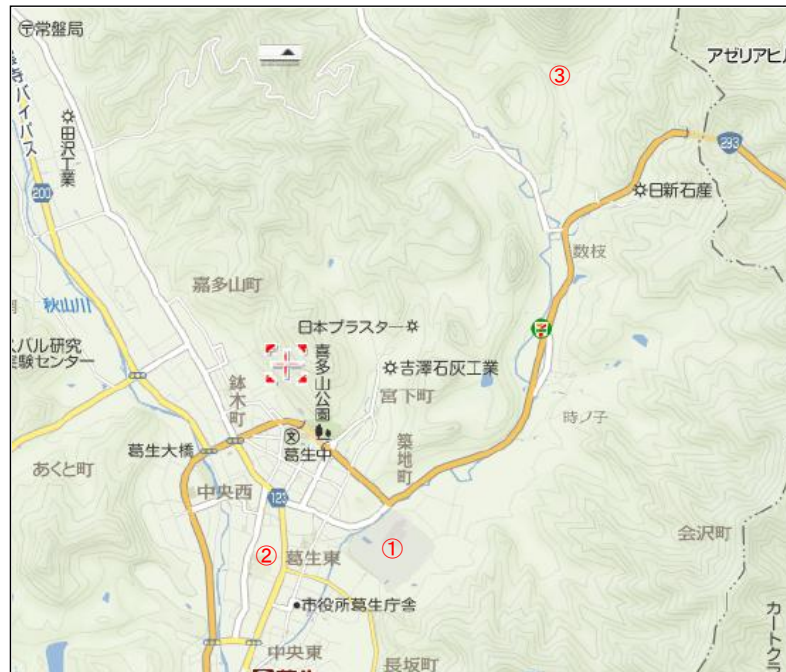 〒常盤局
アゼリアヒル
③
バイパス
田沢工業
293
200
日新石産
数枝
嘉多山町
秋山川
日本プラスター
バル研究
実験センター
喜多山公園
吉澤石灰工業
鉢木町
宮下町
時ノ子
葛生大橋
文
葛生中
築地町
あくと町
中央西
123
会沢町
②
葛生東
①
市役所葛生庁舎
カートク
中央東
長坂町